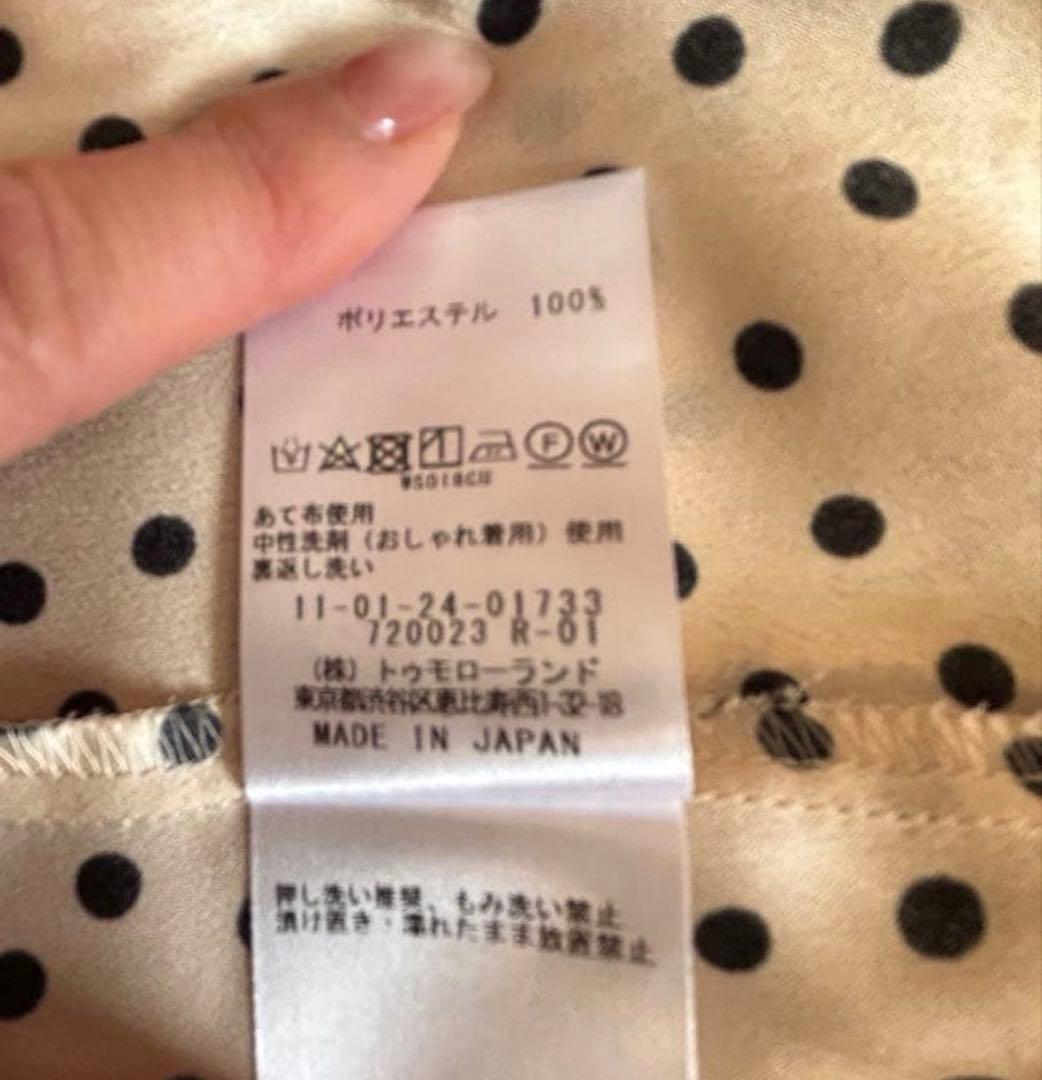 ポリエステル 100%
F W
WS018CU
あて布使用
中性洗剤（おしゃれ着用）使用
裏返し洗い
11-01-24-01733
720023 R-01
（株）トゥモローランド
東京都渋谷区恵比寿西1-32-18
MADE IN JAPAN
押し洗い推奨、もみ洗い禁止
漬け置き・濡れたまま放置禁止